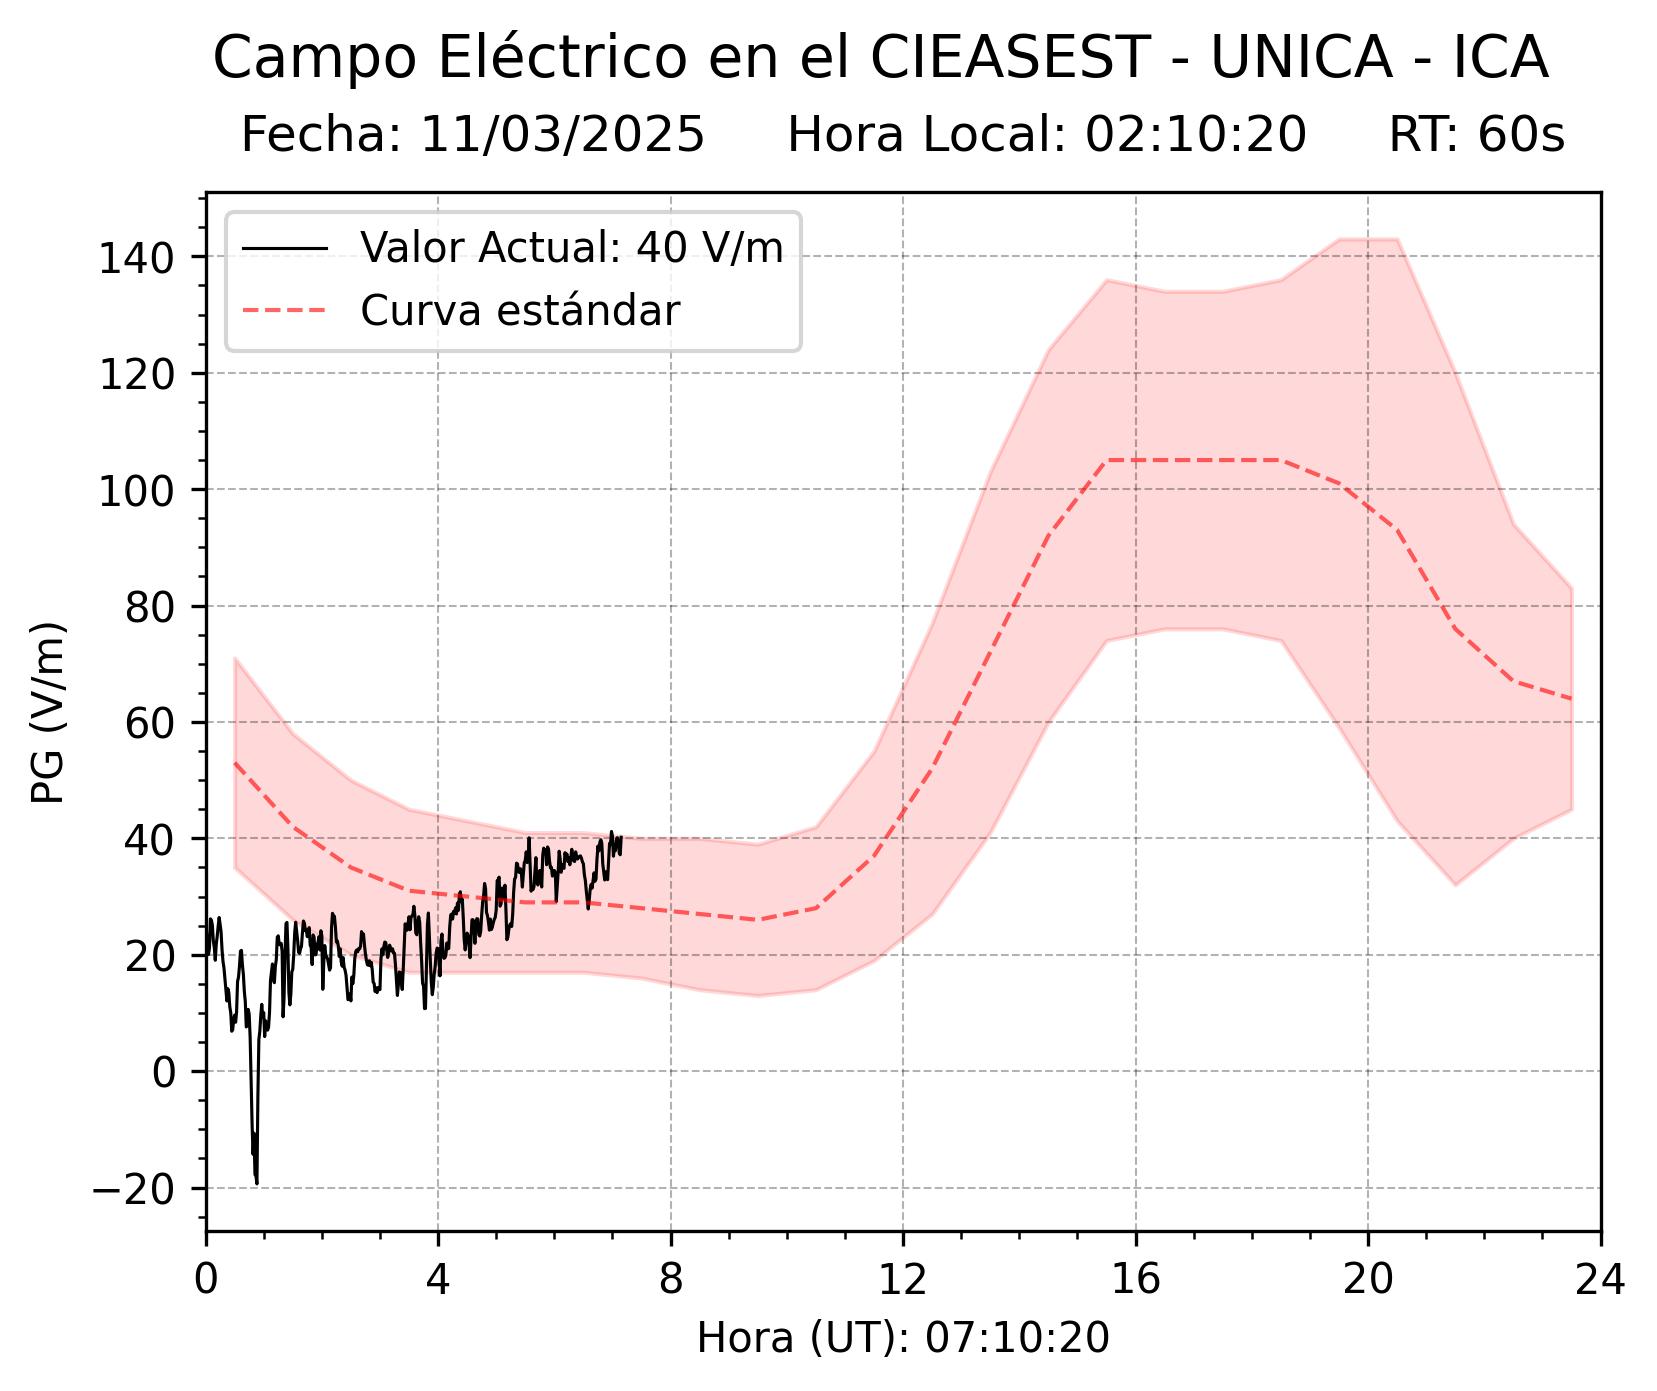 Campo Eléctrico en el CIEASEST - UNICA - ICA
Fecha: 11/03/2025 Hora Local: 02:10:20 RT: 60s
Valor Actual: 40 V/m
Curva estándar
140
120
100
80
60
40
20
0
−20
PG (V/m)
0 4 8 12 16 20 24
Hora (UT): 07:10:20